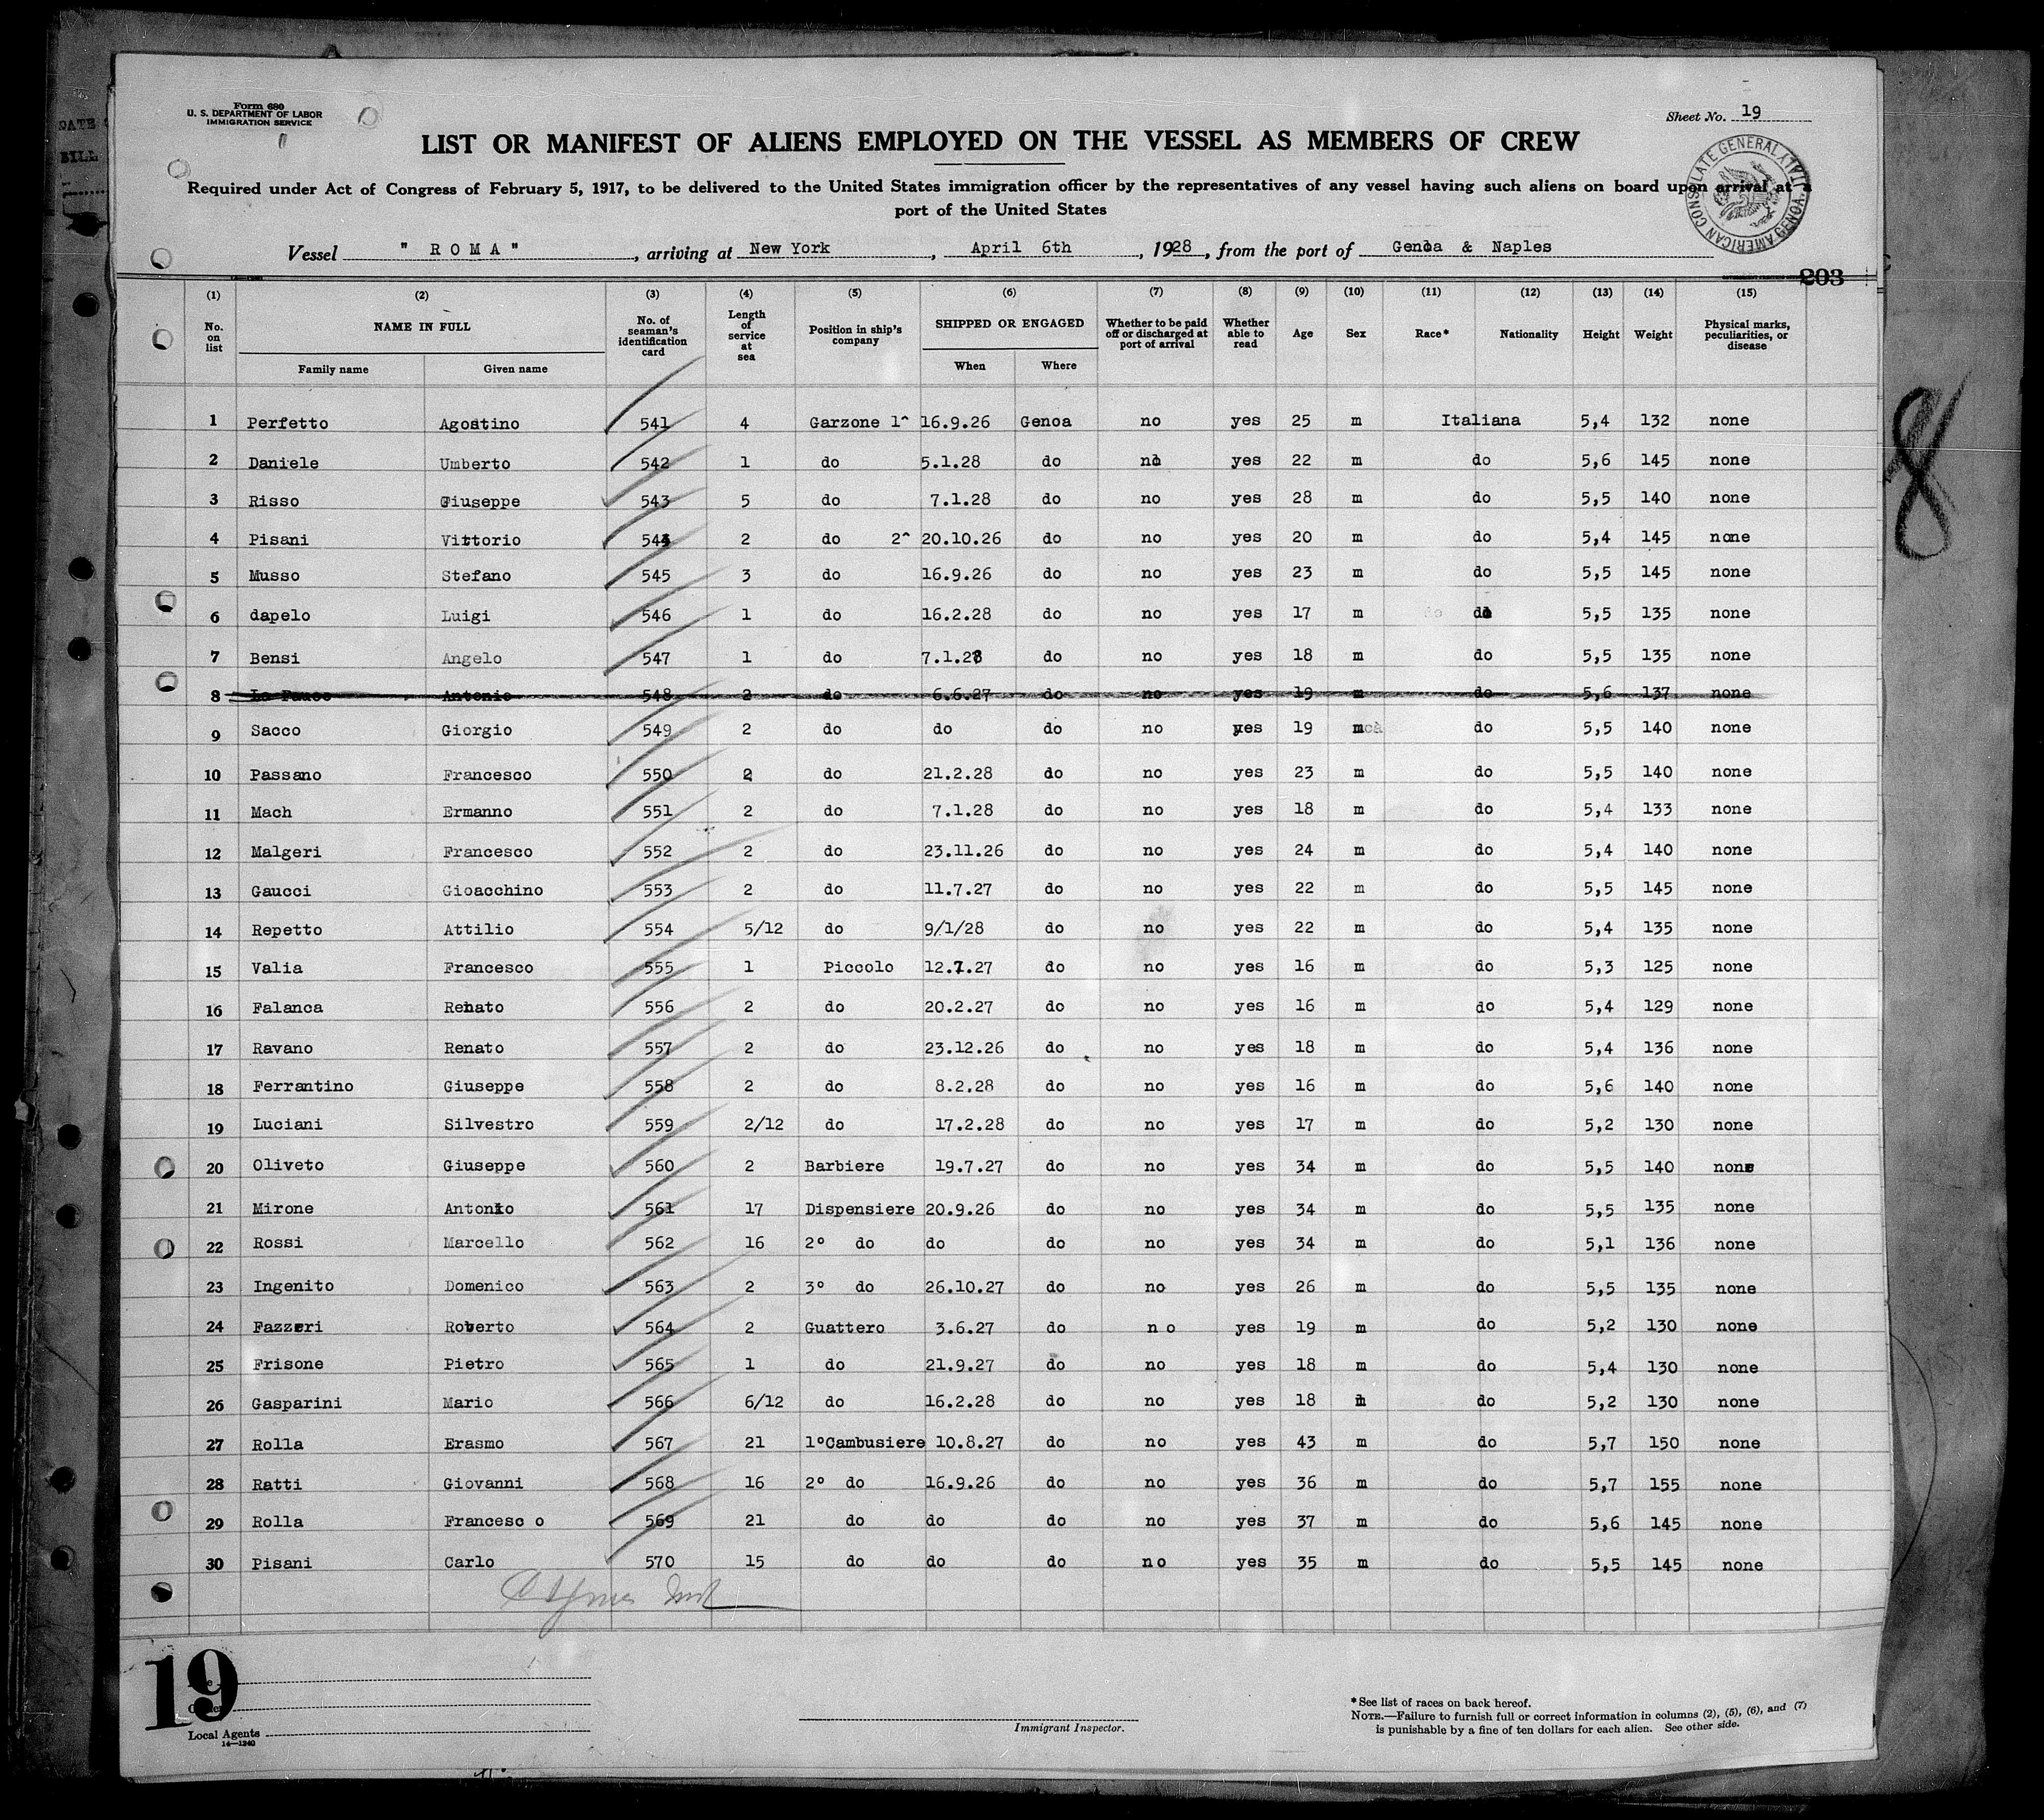 Form 680
U. S. DEPARTMENT OF LABOR
IMMIGRATION SERVICE
Sheet No. 19
LIST OR MANIFEST OF ALIENS EMPLOYED ON THE VESSEL AS MEMBERS OF CREW
Required under Act of Congress of February 5, 1917, to be delivered to the United States immigration officer by the representatives of any vessel having such aliens on board upon arrival at a
port of the United States
AMERICAN CONSULATE GENERAL GENOA, ITALY
Vessel " R O M A ", arriving at New York, April 6th, 1928, from the port of Genoa & Naples
203
(1) (2) (3) (4) (5) (6) (7) (8) (9) (10) (11) (12) (13) (14) (15)
No. on list NAME IN FULL Family name Given name No. of seaman's identification card Length of service at sea Position in ship's company SHIPPED OR ENGAGED When Where Whether to be paid off or discharged at port of arrival Whether able to read Age Sex Race* Nationality Height Weight Physical marks, peculiarities, or disease
1 Perfetto Agostino 541 4 Garzone 1^ 16.9.26 Genoa no yes 25 m Italiana 5,4 132 none
2 Daniele Umberto 542 1 do 5.1.28 do no yes 22 m do 5,6 145 none
3 Risso Giuseppe 543 5 do 7.1.28 do no yes 28 m do 5,5 140 none
4 Pisani Vittorio 544 2 do 2^ 20.10.26 do no yes 20 m do 5,4 145 none
5 Musso Stefano 545 3 do 16.9.26 do no yes 23 m do 5,5 145 none
6 dapelo Luigi 546 1 do 16.2.28 do no yes 17 m do 5,5 135 none
7 Bensi Angelo 547 1 do 7.1.28 do no yes 18 m do 5,5 135 none
8 Lo Antonio 548 2 do 6.6.27 do no yes 19 m do 5,6 137 none
9 Sacco Giorgio 549 2 do do do no yes 19 m do 5,5 140 none
10 Passano Francesco 550 2 do 21.2.28 do no yes 23 m do 5,5 140 none
11 Mach Ermanno 551 2 do 7.1.28 do no yes 18 m do 5,4 133 none
12 Malgeri Francesco 552 2 do 23.11.26 do no yes 24 m do 5,4 140 none
13 Gaucci Gioacchino 553 2 do 11.7.27 do no yes 22 m do 5,5 145 none
14 Repetto Attilio 554 5/12 do 9/1/28 do no yes 22 m do 5,4 135 none
15 Valia Francesco 555 1 Piccolo 12.7.27 do no yes 16 m do 5,3 125 none
16 Falanca Renato 556 2 do 20.2.27 do no yes 16 m do 5,4 129 none
17 Ravano Renato 557 2 do 23.12.26 do no yes 18 m do 5,4 136 none
18 Ferrantino Giuseppe 558 2 do 8.2.28 do no yes 16 m do 5,6 140 none
19 Luciani Silvestro 559 2/12 do 17.2.28 do no yes 17 m do 5,2 130 none
20 Oliveto Giuseppe 560 2 Barbiere 19.7.27 do no yes 34 m do 5,5 140 none
21 Mirone Antonio 561 17 Dispensiere 20.9.26 do no yes 34 m do 5,5 135 none
22 Rossi Marcello 562 16 2° do do do no yes 34 m do 5,1 136 none
23 Ingenito Domenico 563 2 3° do 26.10.27 do no yes 26 m do 5,5 135 none
24 Fazzeri Roberto 564 2 Guattero 3.6.27 do n o yes 19 m do 5,2 130 none
25 Frisone Pietro 565 1 do 21.9.27 do no yes 18 m do 5,4 130 none
26 Gasparini Mario 566 6/12 do 16.2.28 do no yes 18 m do 5,2 130 none
27 Rolla Erasmo 567 21 1°Cambusiere 10.8.27 do no yes 43 m do 5,7 150 none
28 Ratti Giovanni 568 16 2° do 16.9.26 do no yes 36 m do 5,7 155 none
29 Rolla Francesc o 569 21 do do do no yes 37 m do 5,6 145 none
30 Pisani Carlo 570 15 do do do no yes 35 m do 5,5 145 none
8
19
Local Agents
14—1240
Immigrant Inspector.
*See list of races on back hereof.
NOTE.—Failure to furnish full or correct information in columns (2), (5), (6), and (7)
is punishable by a fine of ten dollars for each alien. See other side.